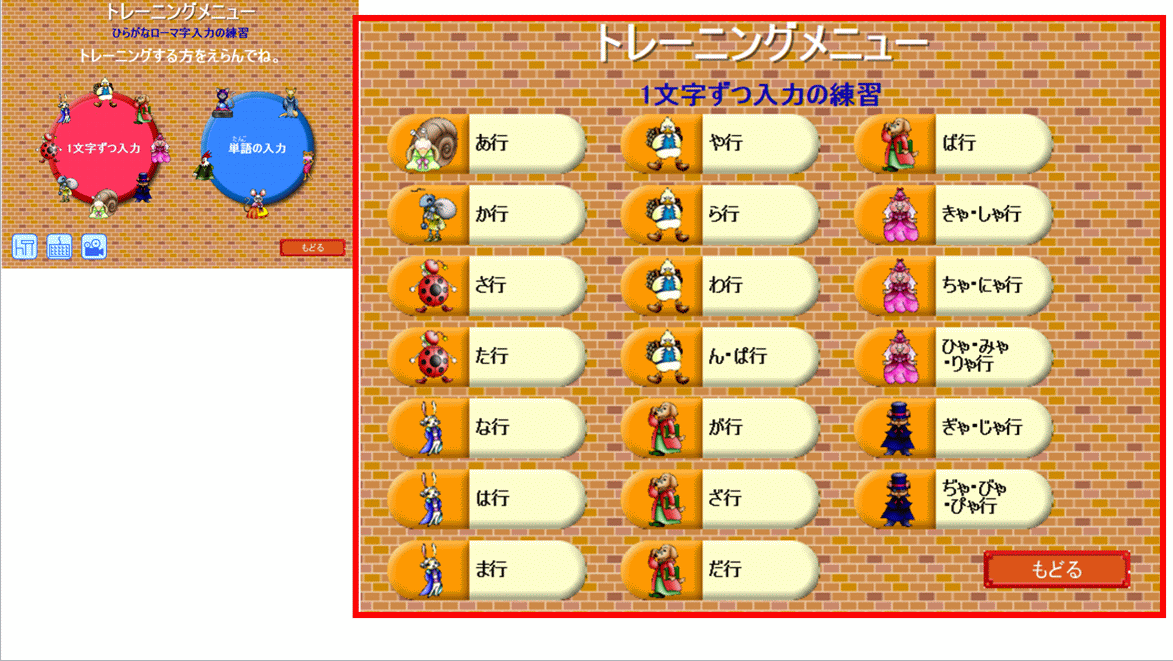 トレーニングメニュー
ひらがなローマ字入力の練習
トレーニングする方をえらんでね。
1文字ずつ入力
たんご
単語の入力
もどる
トレーニングメニュー
1文字ずつ入力の練習
あ行
か行
さ行
た行
な行
は行
ま行
や行
ら行
わ行
ん・ぱ行
が行
ざ行
だ行
ば行
きゃ・しゃ行
ちゃ・にゃ行
ひゃ・みゃ
・りゃ行
ぎゃ・じゃ行
ぢゃ・びゃ
・ぴゃ行
もどる